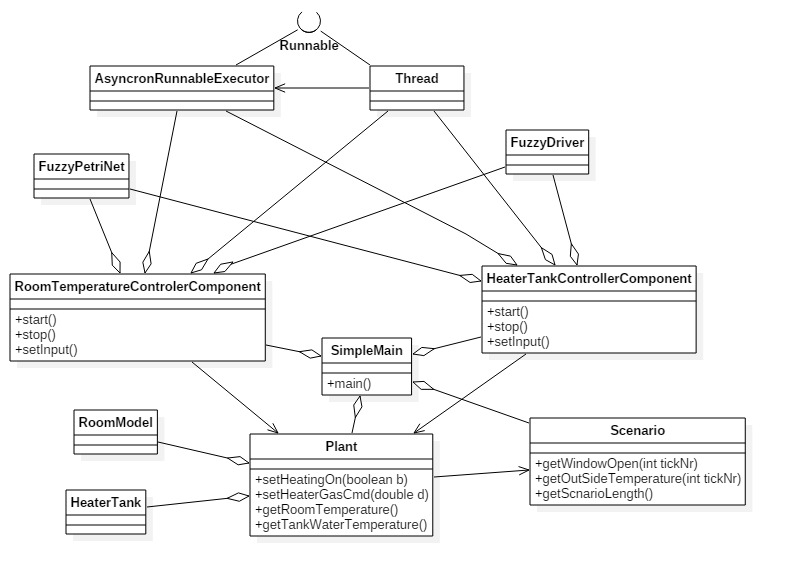 Runnable
AsyncronRunnableExecutor
Thread
FuzzyDriver
FuzzyPetriNet
RoomTemperatureControlerComponent
+start()
+stop()
+setInput()
HeaterTankControllerComponent
+start()
+stop()
+setInput()
SimpleMain
+main()
RoomModel
HeaterTank
Plant
+setHeatingOn(boolean b)
+setHeaterGasCmd(double d)
+getRoomTemperature()
+getTankWaterTemperature()
Scenario
+getWindowOpen(int tickNr)
+getOutSideTemperature(int tickNr)
+getScnarioLength()